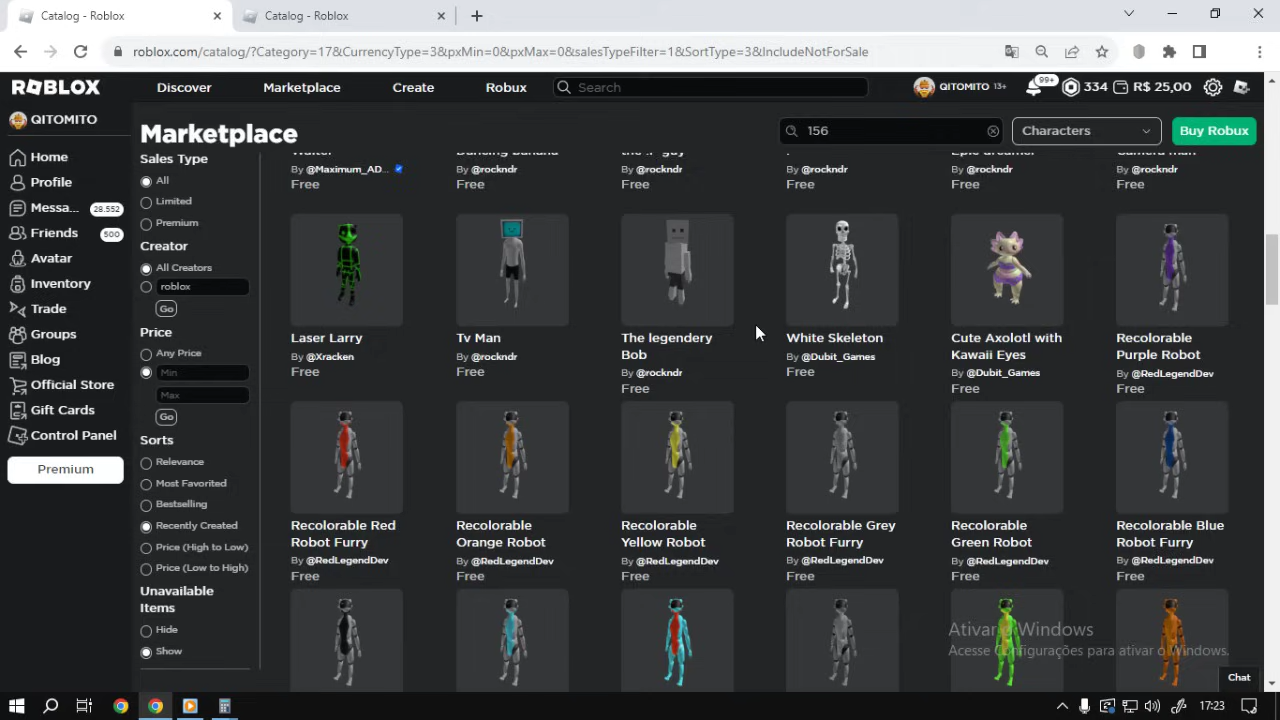 Catalog - Roblox
Catalog - Roblox
roblox.com/catalog/?Category=17&CurrencyType=3&pxMin=0&pxMax=0&salesTypeFilter=1&SortType=3&IncludeNotForSale
ROBLOX
Discover
Marketplace
Create
Robux
Search
QITOMITO 13+
99+
334
R$ 25,00
QITOMITO
Home
Profile
Messa...
28.552
Friends
500
Avatar
Inventory
Trade
Groups
Blog
Official Store
Gift Cards
Control Panel
Premium
Marketplace
156
Characters
Buy Robux
Sales Type
All
Limited
Premium
Creator
All Creators
roblox
Go
Price
Any Price
Min
Max
Go
Sorts
Relevance
Most Favorited
Bestselling
Recently Created
Price (High to Low)
Price (Low to High)
Unavailable
Items
Hide
Show
By @Maximum_AD...
Free
By @rockndr
Free
By @rockndr
Free
By @rockndr
Free
By @rockndr
Free
By @rockndr
Free
Laser Larry
By @Xracken
Free
Tv Man
By @rockndr
Free
The legendery
Bob
By @rockndr
Free
White Skeleton
By @Dubit_Games
Free
Cute Axolotl with
Kawaii Eyes
By @Dubit_Games
Free
Recolorable
Purple Robot
By @RedLegendDev
Free
Recolorable Red
Robot Furry
By @RedLegendDev
Free
Recolorable
Orange Robot
By @RedLegendDev
Free
Recolorable
Yellow Robot
By @RedLegendDev
Free
Recolorable Grey
Robot Furry
By @RedLegendDev
Free
Recolorable
Green Robot
By @RedLegendDev
Free
Recolorable Blue
Robot Furry
By @RedLegendDev
Free
Ativar o Windows
Acesse Configurações para ativar o Windows.
Chat
17:23